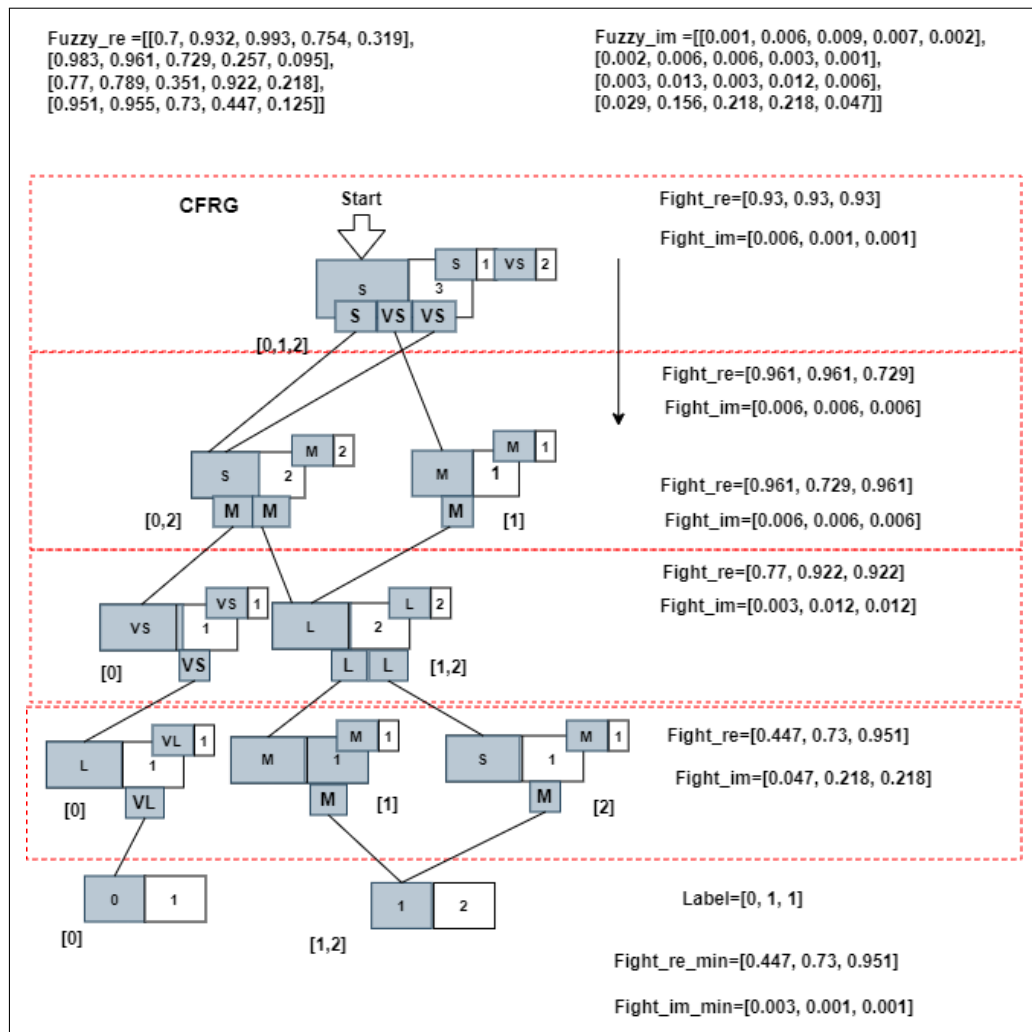 Fuzzy_re =[[0.7, 0.932, 0.993, 0.754, 0.319],
[0.983, 0.961, 0.729, 0.257, 0.095],
[0.77, 0.789, 0.351, 0.922, 0.218],
[0.951, 0.955, 0.73, 0.447, 0.125]]
Fuzzy_im =[[0.001, 0.006, 0.009, 0.007, 0.002],
[0.002, 0.006, 0.006, 0.003, 0.001],
[0.003, 0.013, 0.003, 0.012, 0.006],
[0.029, 0.156, 0.218, 0.218, 0.047]]
CFRG
Start
Fight_re=[0.93, 0.93, 0.93]
Fight_im=[0.006, 0.001, 0.001]
S 1 VS 2
S 3
S VS VS
[0,1,2]
Fight_re=[0.961, 0.961, 0.729]
Fight_im=[0.006, 0.006, 0.006]
M 2
M 1
S 2
M 1
M M
M
[0,2]
[1]
Fight_re=[0.961, 0.729, 0.961]
Fight_im=[0.006, 0.006, 0.006]
Fight_re=[0.77, 0.922, 0.922]
Fight_im=[0.003, 0.012, 0.012]
VS 1
L 2
VS 1
L 2
VS
L L
[0]
[1,2]
Fight_re=[0.447, 0.73, 0.951]
Fight_im=[0.047, 0.218, 0.218]
VL 1
M 1
M 1
L 1
M 1
S 1
VL
M
M
[0]
[1]
[2]
0 1
1 2
[0]
[1,2]
Label=[0, 1, 1]
Fight_re_min=[0.447, 0.73, 0.951]
Fight_im_min=[0.003, 0.001, 0.001]